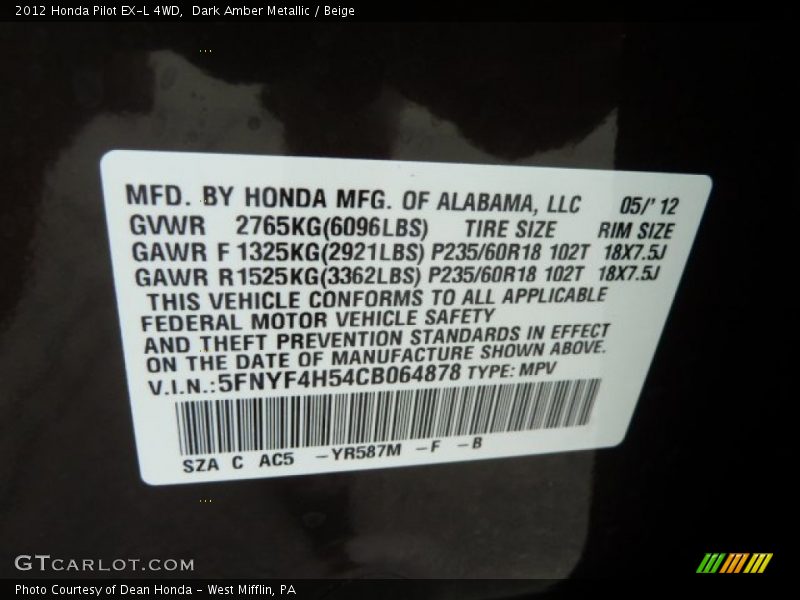 2012 Honda Pilot EX-L 4WD,  Dark Amber Metallic / Beige
MFD. BY HONDA MFG. OF ALABAMA, LLC 05/' 12
GVWR 2765KG(6096LBS) TIRE SIZE RIM SIZE
GAWR F 1325KG(2921LBS) P235/60R18 102T 18X7.5J
GAWR R1525KG(3362LBS) P235/60R18 102T 18X7.5J
THIS VEHICLE CONFORMS TO ALL APPLICABLE
FEDERAL MOTOR VEHICLE SAFETY
AND THEFT PREVENTION STANDARDS IN EFFECT
ON THE DATE OF MANUFACTURE SHOWN ABOVE.
V.I.N.:5FNYF4H54CB064878 TYPE: MPV
SZA C AC5 -YR587M -F -B
GTCARLOT.COM
Photo Courtesy of Dean Honda - West Mifflin, PA